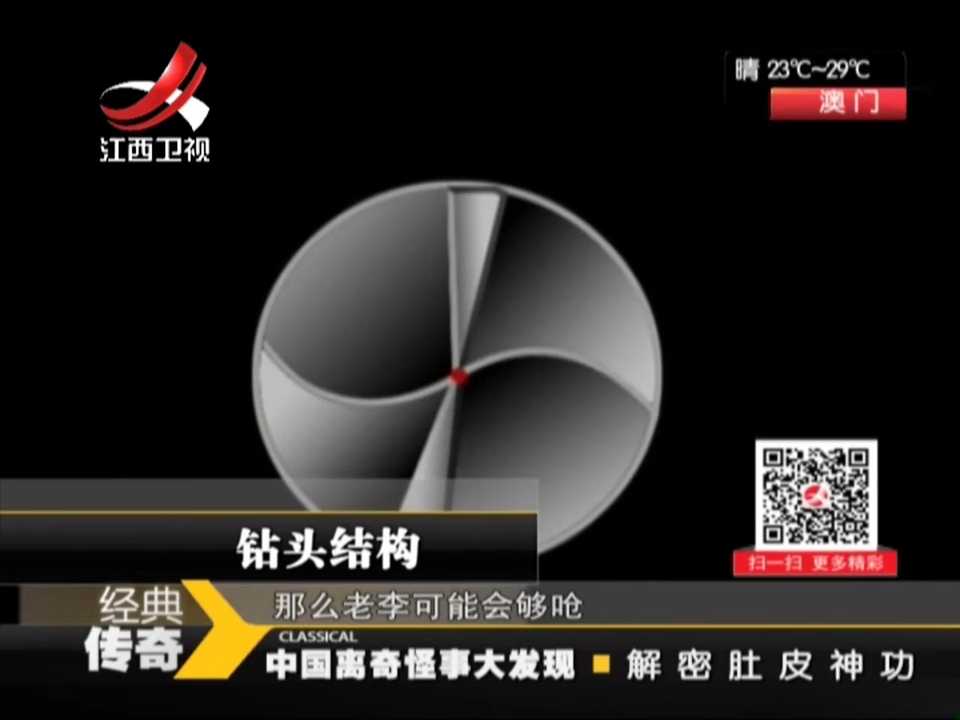 江西卫视
晴 23℃~29℃
澳门
扫一扫 更多精彩
钻头结构
经典
传奇
那么老李可能会够呛
CLASSICAL
中国离奇怪事大发现 ■ 解密肚皮神功